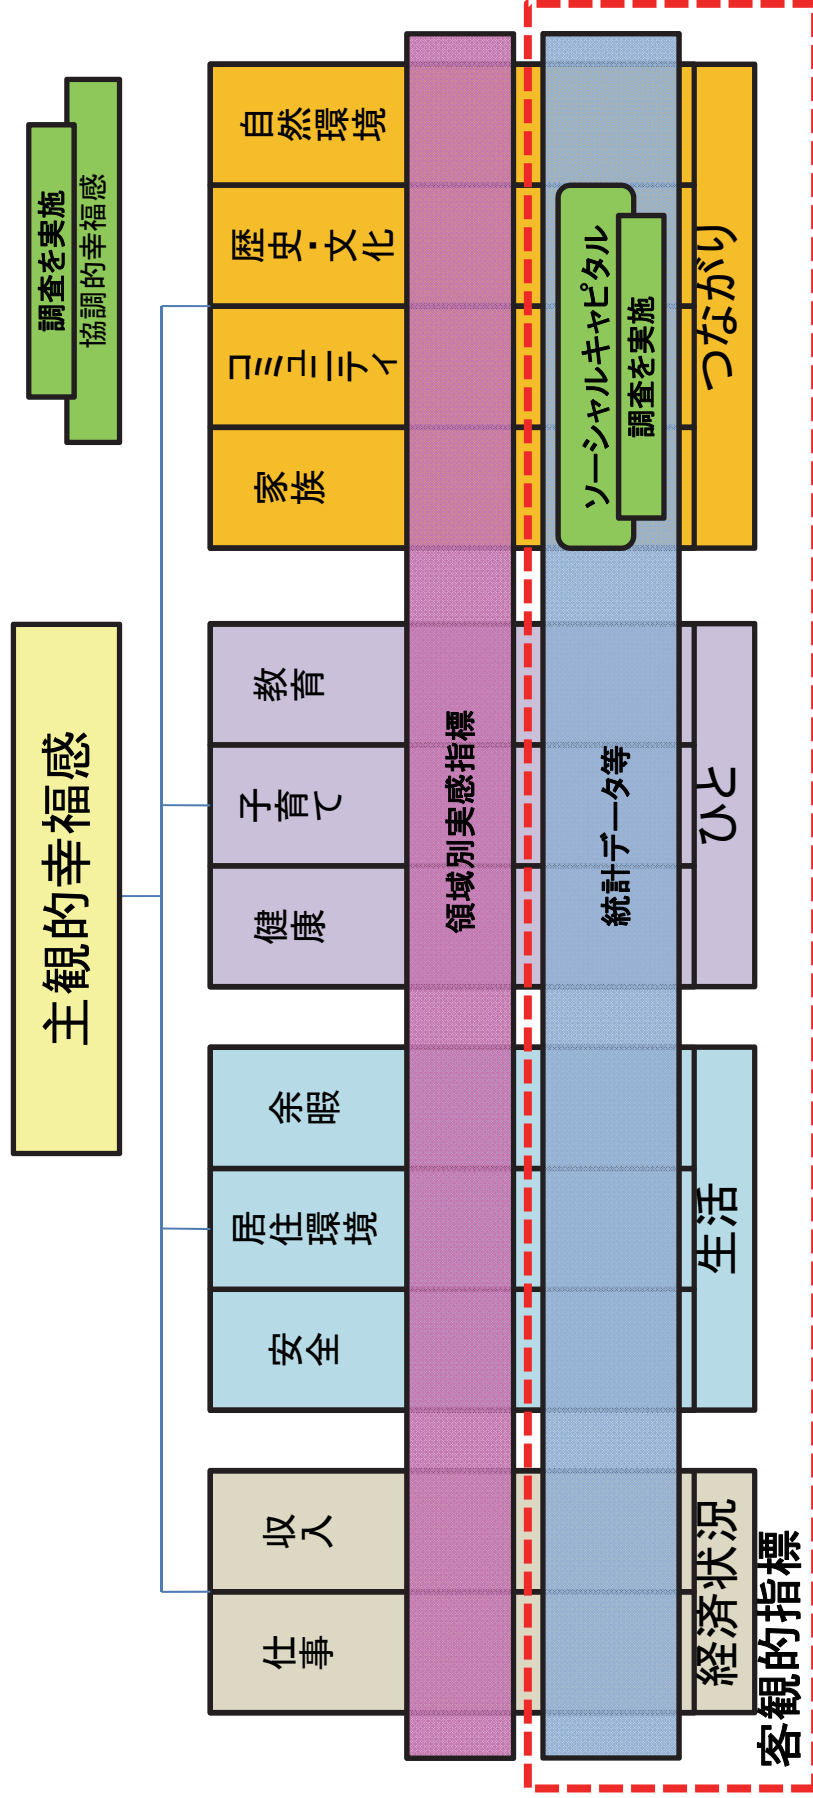 主観的幸福感
調査を実施
協調的幸福感
仕事
収入
安全
居住環境
余暇
健康
子育て
教育
家族
コミュニティ
歴史・文化
自然環境
領域別実感指標
統計データ等
ソーシャルキャピタル
調査を実施
経済状況
生活
ひと
つながり
客観的指標